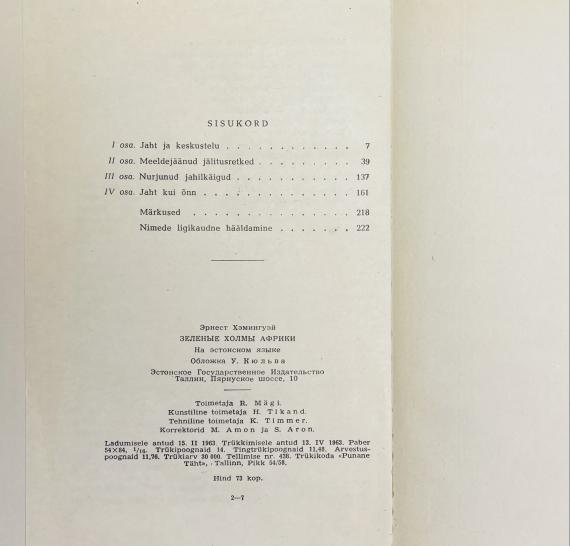 SISUKORD
I osa. Jaht ja keskustelu . . . . . . . . . . . . 7
II osa. Meeldejäänud jälitusretked . . . . . . . . . 39
III osa. Nurjunud jahilkäigud . . . . . . . . . . . 137
IV osa. Jaht kui õnn . . . . . . . . . . . . . . 161
Märkused . . . . . . . . . . . . . . . 218
Nimede ligikaudne hääldamine . . . . . . . 222
Эрнест Хэмингуэй
ЗЕЛЕНЫЕ ХОЛМЫ АФРИКИ
На эстонском языке
Обложка У. Кюльва
Эстонское Государственное Издательство
Таллин, Пярнуское шоссе, 10
Toimetaja R. Mägi.
Kunstiline toimetaja H. Tikand.
Tehniline toimetaja K. Timmer.
Korrektorid M. Amon ja S. Aron.
Ladumisele antud 15. II 1963. Trükkimisele antud 13. IV 1963. Paber
54×84, 1/16. Trükipoognaid 14. Tingtrükipoognaid 11,48. Arvestus-
poognaid 11,76. Trükiarv 30 000. Tellimise nr. 438. Trükikoda «Punane
Täht», Tallinn, Pikk 54/58.
Hind 73 kop.
2—7